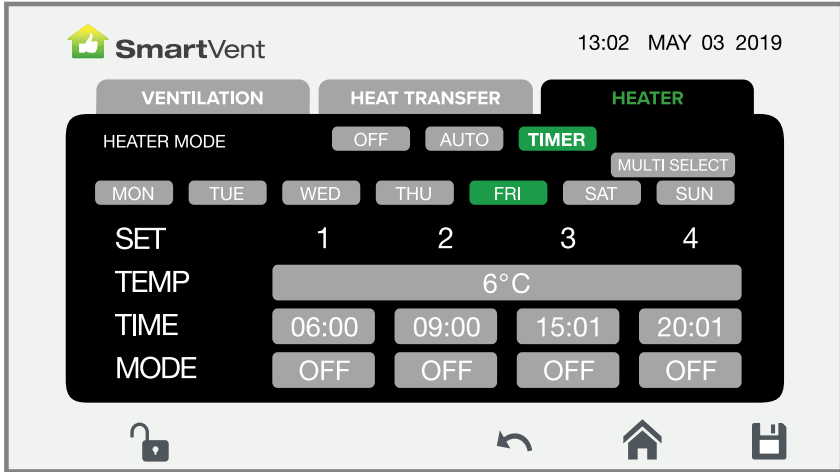 SmartVent
13:02 MAY 03 2019
VENTILATION HEAT TRANSFER HEATER
HEATER MODE OFF AUTO TIMER
MULTI SELECT
MON TUE WED THU FRI SAT SUN
SET 1 2 3 4
TEMP 6°C
TIME 06:00 09:00 15:01 20:01
MODE OFF OFF OFF OFF